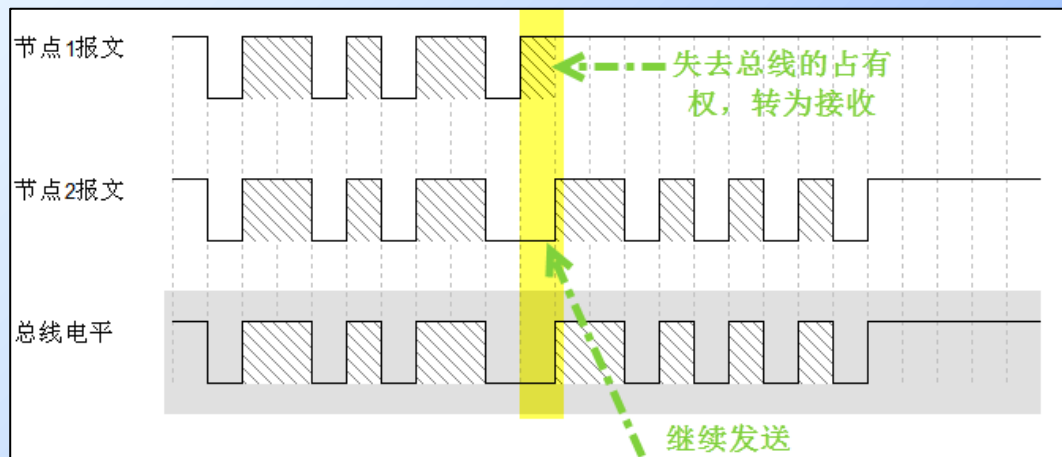 节点1报文
失去总线的占有
权，转为接收
节点2报文
总线电平
继续发送